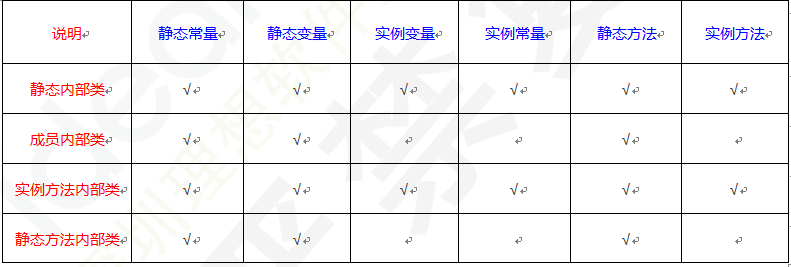 说明 静态常量 静态变量 实例变量 实例常量 静态方法 实例方法
静态内部类 √ √ √ √ √ √
成员内部类 √ √ √
实例方法内部类 √ √ √ √ √ √
静态方法内部类 √ √ √